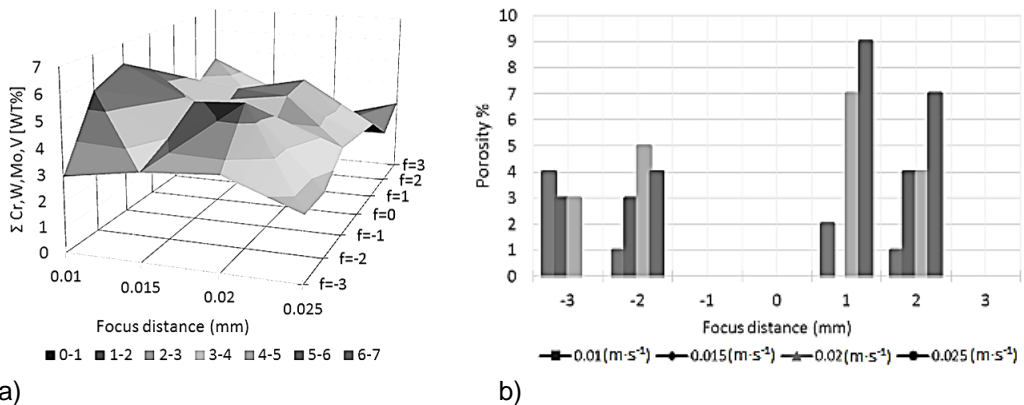 7
6
5
4
3
2
1
0
Σ Cr,W,Mo,V [WT%]
0.01
0.015
0.02
0.025
f=3
f=2
f=1
f=0
f=-1
f=-2
f=-3
Focus distance (mm)
0-1 1-2 2-3 3-4 4-5 5-6 6-7
a)
10
9
8
7
6
5
4
3
2
1
0
Porosity %
-3 -2 -1 0 1 2 3
Focus distance (mm)
0.01(m·s⁻¹) 0.015(m·s⁻¹) 0.02(m·s⁻¹) 0.025(m·s⁻¹)
b)